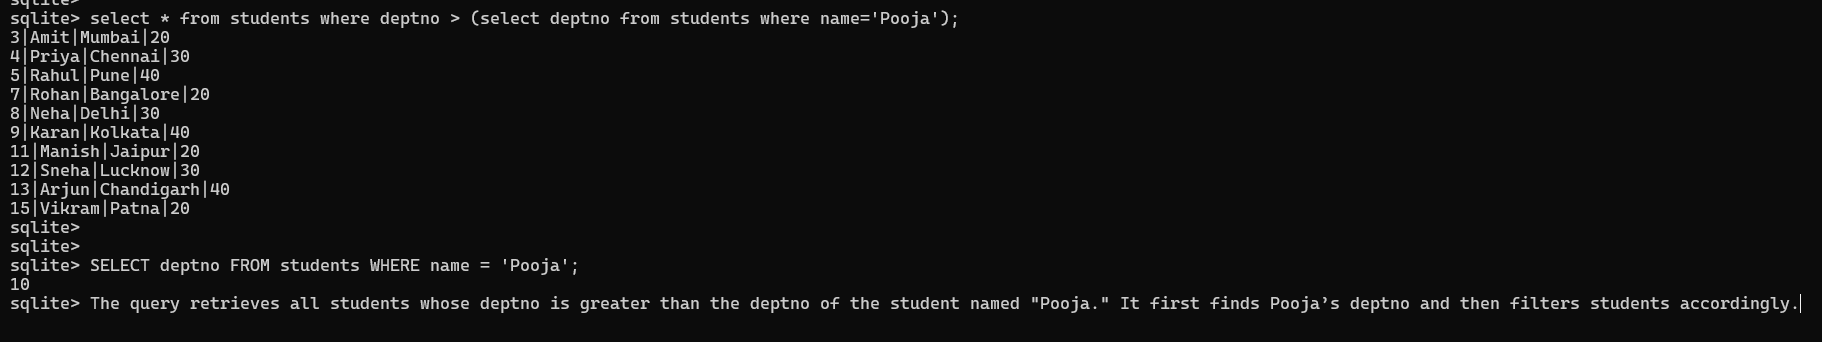 sqlite>
sqlite> select * from students where deptno > (select deptno from students where name='Pooja');
3|Amit|Mumbai|20
4|Priya|Chennai|30
5|Rahul|Pune|40
7|Rohan|Bangalore|20
8|Neha|Delhi|30
9|Karan|Kolkata|40
11|Manish|Jaipur|20
12|Sneha|Lucknow|30
13|Arjun|Chandigarh|40
15|Vikram|Patna|20
sqlite>
sqlite>
sqlite> SELECT deptno FROM students WHERE name = 'Pooja';
10
sqlite> The query retrieves all students whose deptno is greater than the deptno of the student named "Pooja." It first finds Pooja’s deptno and then filters students accordingly.